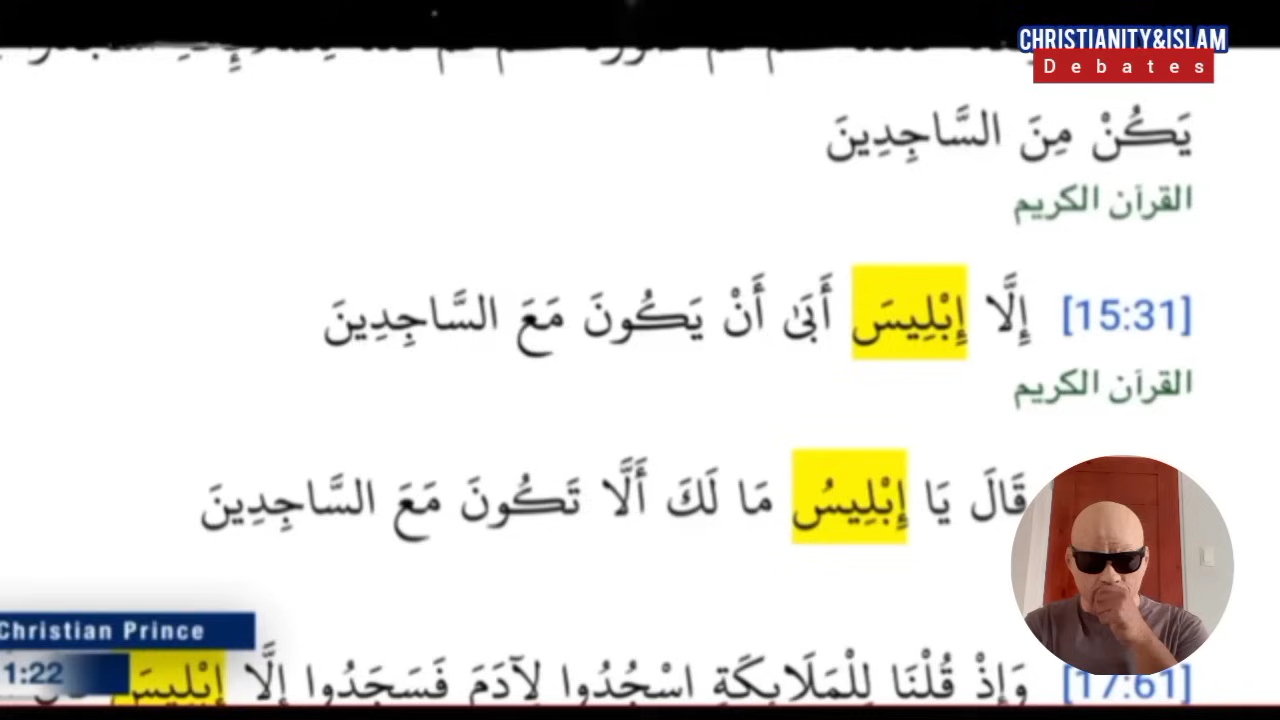 CHRISTIANITY&ISLAM
Debates
يَكُنْ مِنَ السَّاجِدِينَ
القرآن الكريم
[15:31] إِلَّا إِبْلِيسَ أَبَىٰ أَنْ يَكُونَ مَعَ السَّاجِدِينَ
القرآن الكريم
قَالَ يَا إِبْلِيسُ مَا لَكَ أَلَّا تَكُونَ مَعَ السَّاجِدِينَ
Christian Prince
[17:61] وَإِذْ قُلْنَا لِلْمَلَايِكَةِ اسْجُدُوا لِآدَمَ فَسَجَدُوا إِلَّا إِبْلِيسَ
1:22